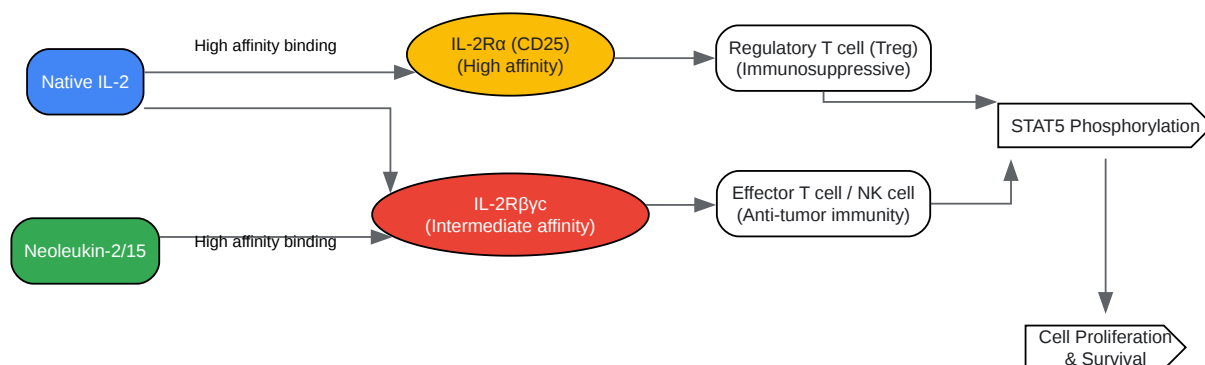 Native IL-2
High affinity binding
IL-2Rα (CD25)
(High affinity)
Regulatory T cell (Treg)
(Immunosuppressive)
STAT5 Phosphorylation
Neoleukin-2/15
High affinity binding
IL-2Rβγc
(Intermediate affinity)
Effector T cell / NK cell
(Anti-tumor immunity)
Cell Proliferation
& Survival